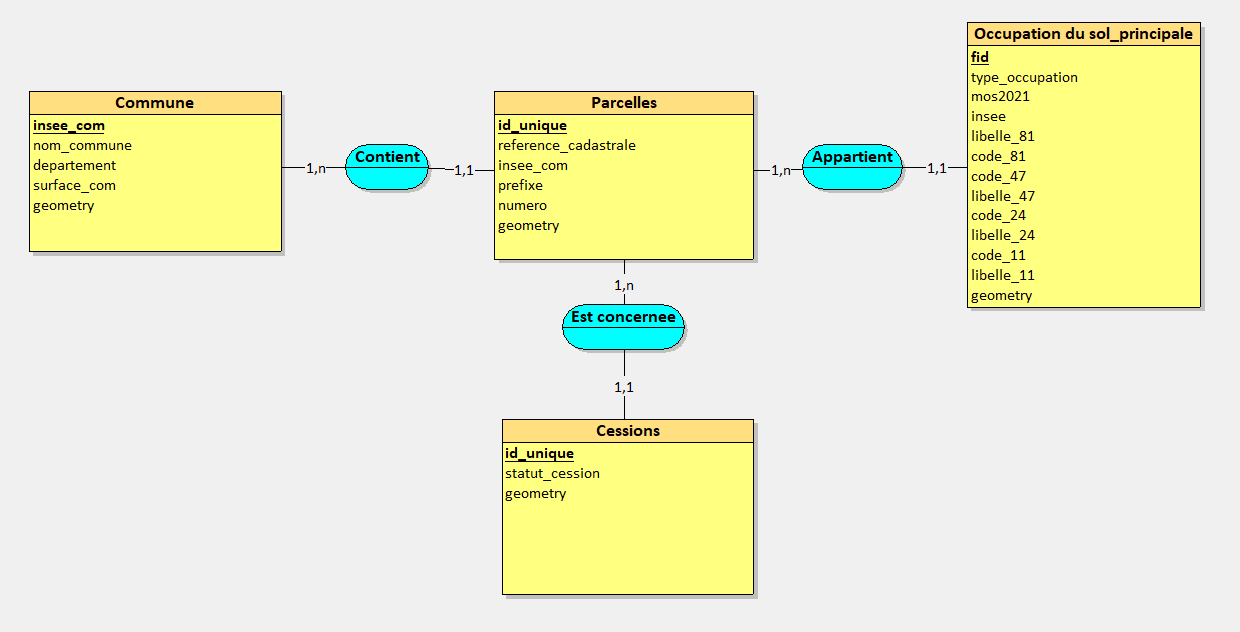 Commune
insee_com
nom_commune
departement
surface_com
geometry
1,n
Contient
1,1
Parcelles
id_unique
reference_cadastrale
insee_com
prefixe
numero
geometry
1,n
Appartient
1,1
Occupation du sol_principale
fid
type_occupation
mos2021
insee
libelle_81
code_81
code_47
libelle_47
code_24
libelle_24
code_11
libelle_11
geometry
1,n
Est concernee
1,1
Cessions
id_unique
statut_cession
geometry